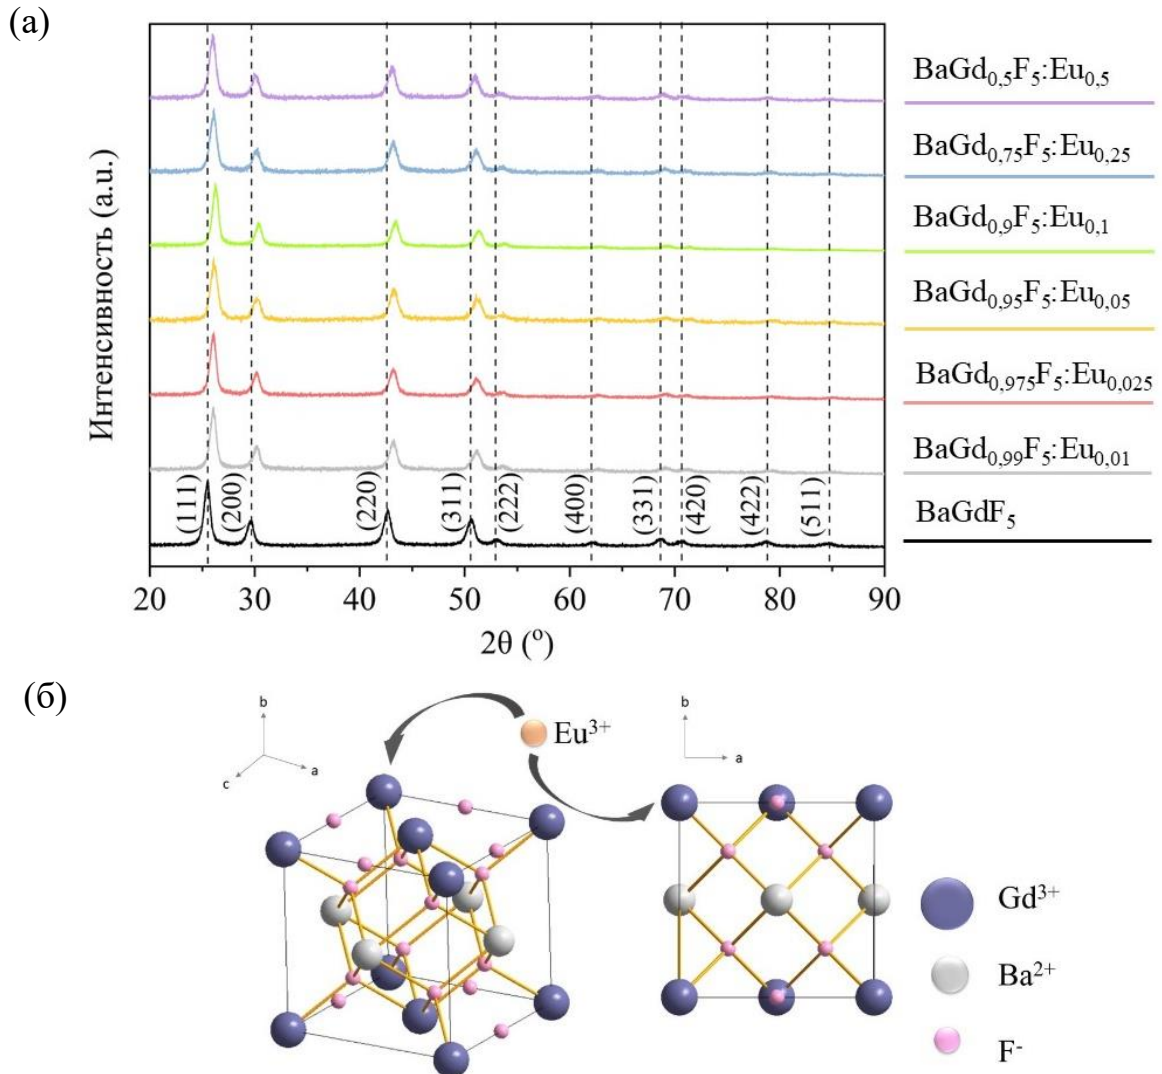 (а)
Интенсивность (a.u.)
BaGd0,5F5:Eu0,5
BaGd0,75F5:Eu0,25
BaGd0,9F5:Eu0,1
BaGd0,95F5:Eu0,05
BaGd0,975F5:Eu0,025
BaGd0,99F5:Eu0,01
BaGdF5
(111) (200) (220) (311) (222) (400) (331) (420) (422) (511)
20 30 40 50 60 70 80 90
2θ (°)
(б)
b
a
c
Eu3+
b
a
Gd3+
Ba2+
F-